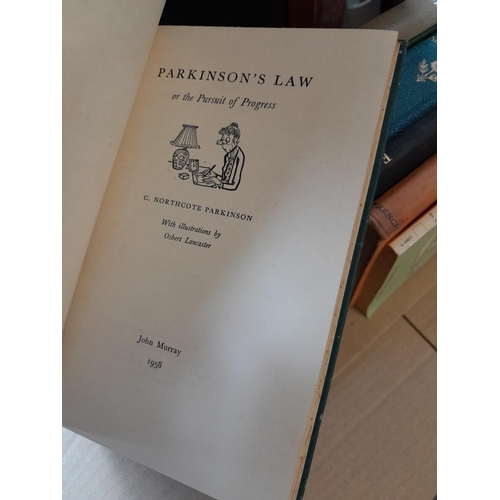 PARKINSON'S LAW
or the Pursuit of Progress
C. NORTHCOTE PARKINSON
With illustrations by
Osbert Lancaster
John Murray
1958